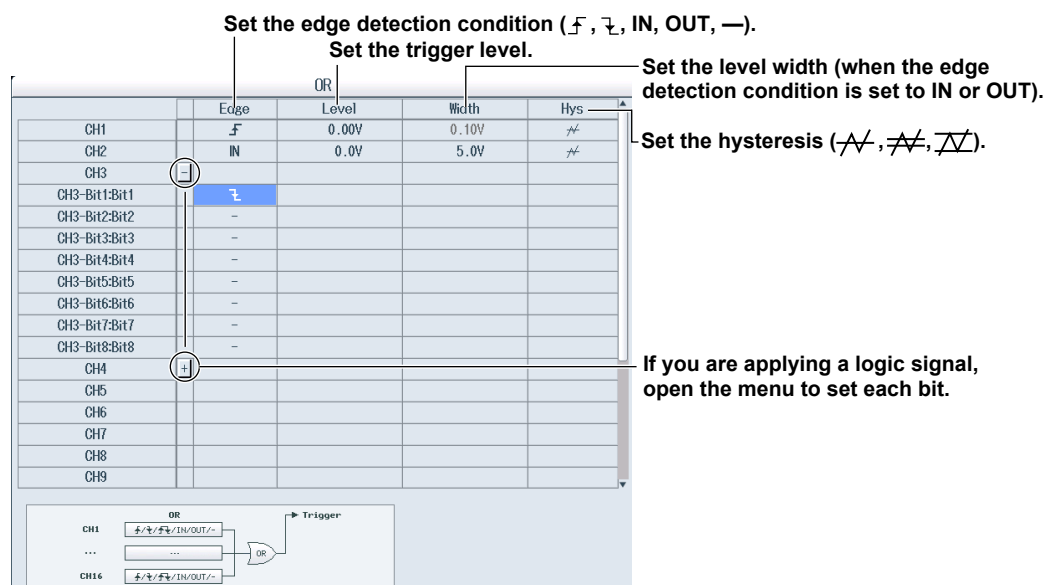 Set the edge detection condition (⨍, ⨎, IN, OUT, —).
Set the trigger level.
Set the level width (when the edge
detection condition is set to IN or OUT).
Set the hysteresis ( , , ).
OR
Edge Level Width Hys
CH1 0.00V 0.10V
CH2 IN 0.0V 5.0V
CH3 -
CH3-Bit1:Bit1
CH3-Bit2:Bit2 -
CH3-Bit3:Bit3 -
CH3-Bit4:Bit4 -
CH3-Bit5:Bit5 -
CH3-Bit6:Bit6 -
CH3-Bit7:Bit7 -
CH3-Bit8:Bit8 -
CH4 +
If you are applying a logic signal,
open the menu to set each bit.
CH5
CH6
CH7
CH8
CH9
OR
Trigger
CH1 / / /IN/OUT/-
... ... OR
CH16 / / /IN/OUT/-